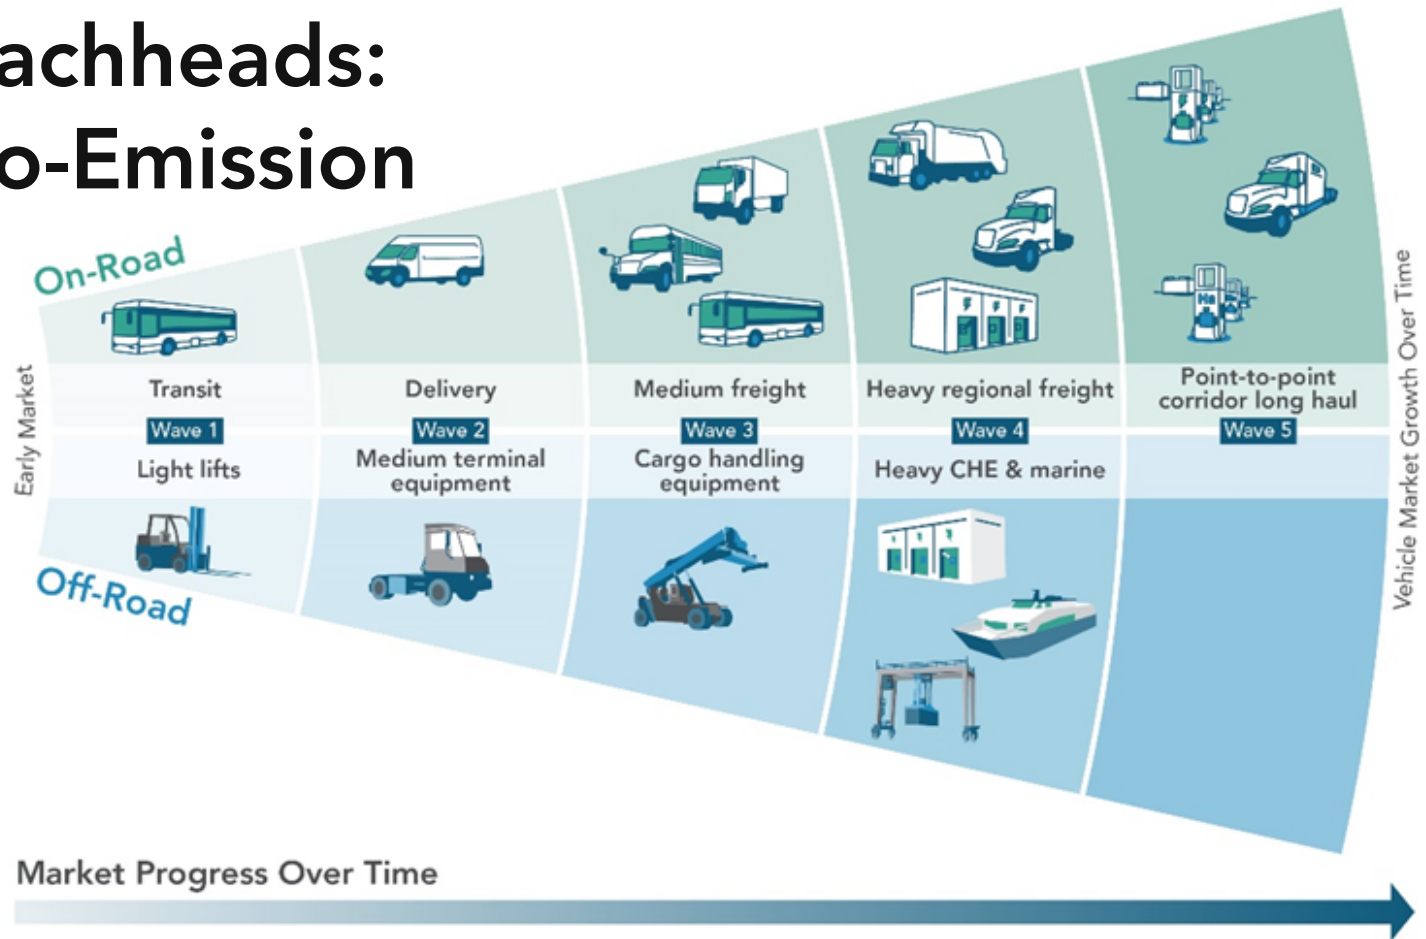 achheads:
o-Emission
On-Road
Early Market
Transit
Delivery
Medium freight
Heavy regional freight
Point-to-point
corridor long haul
Wave 1
Wave 2
Wave 3
Wave 4
Wave 5
Light lifts
Medium terminal
equipment
Cargo handling
equipment
Heavy CHE & marine
Off-Road
Vehicle Market Growth Over Time
Market Progress Over Time